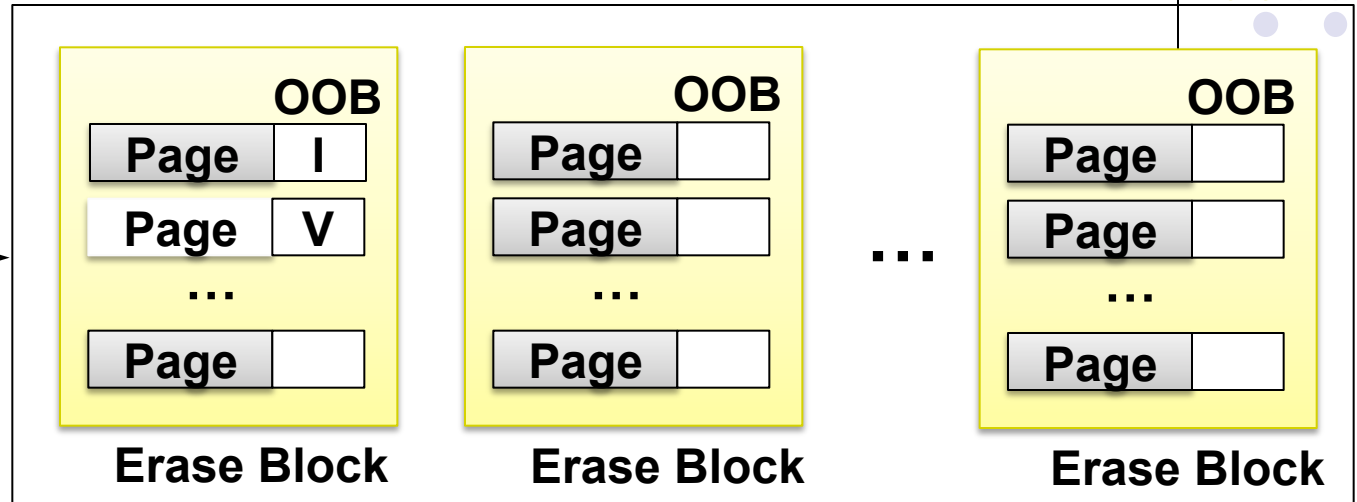 OOB OOB OOB
Page I Page Page
Page V Page ... Page
... ... ...
Page Page Page
Erase Block Erase Block Erase Block